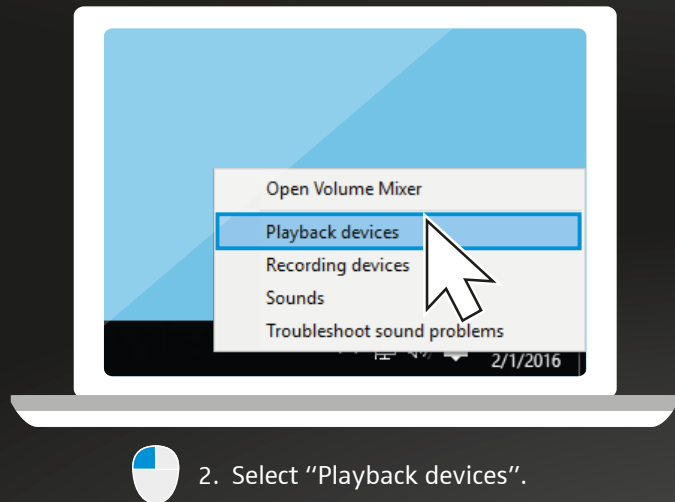 Open Volume Mixer
Playback devices
Recording devices
Sounds
Troubleshoot sound problems
2/1/2016
2. Select "Playback devices".